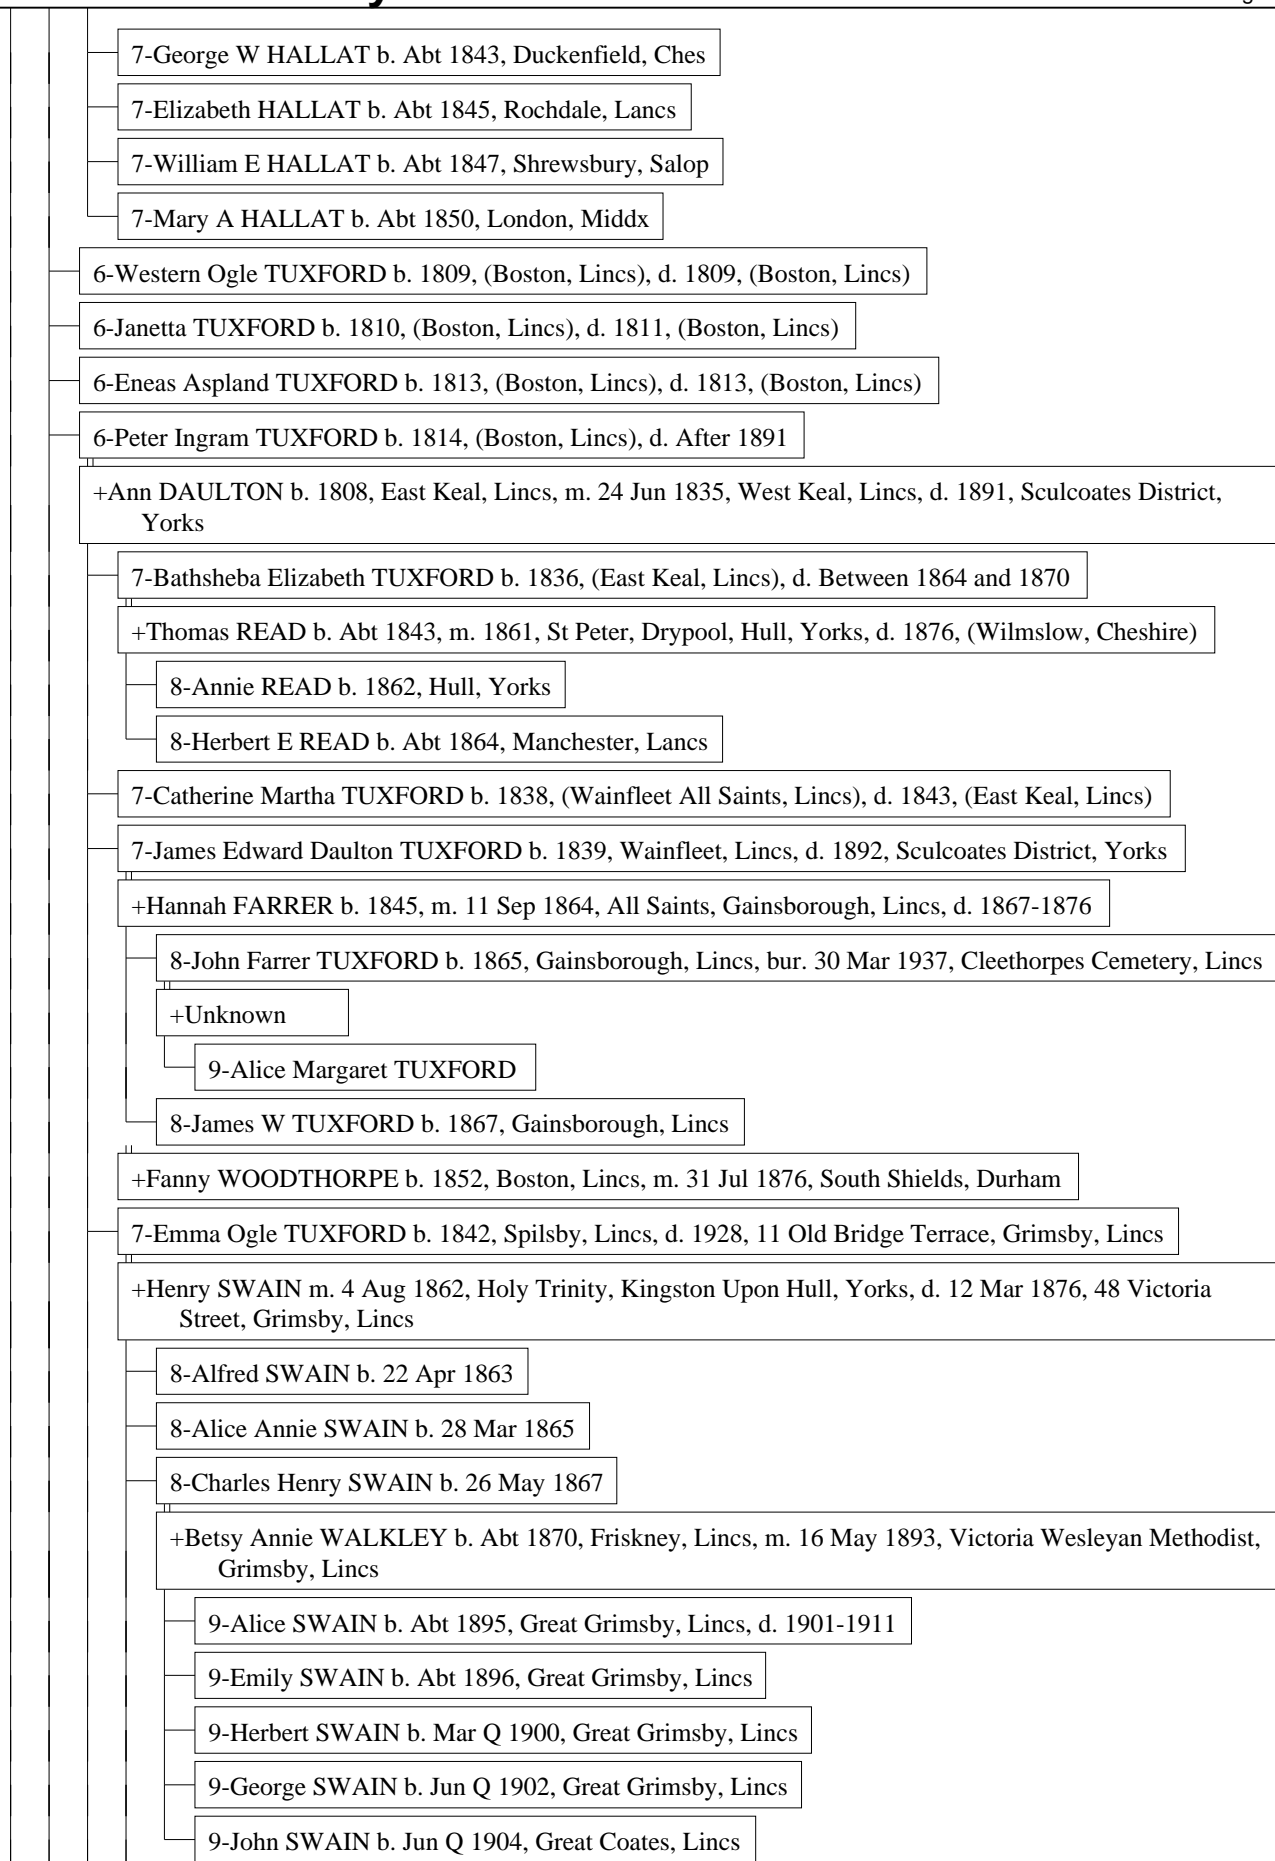 7-George W HALLAT b. Abt 1843, Duckenfield, Ches
7-Elizabeth HALLAT b. Abt 1845, Rochdale, Lancs
7-William E HALLAT b. Abt 1847, Shrewsbury, Salop
7-Mary A HALLAT b. Abt 1850, London, Middx
6-Western Ogle TUXFORD b. 1809, (Boston, Lincs), d. 1809, (Boston, Lincs)
6-Janetta TUXFORD b. 1810, (Boston, Lincs), d. 1811, (Boston, Lincs)
6-Eneas Aspland TUXFORD b. 1813, (Boston, Lincs), d. 1813, (Boston, Lincs)
6-Peter Ingram TUXFORD b. 1814, (Boston, Lincs), d. After 1891
+Ann DAULTON b. 1808, East Keal, Lincs, m. 24 Jun 1835, West Keal, Lincs, d. 1891, Sculcoates District,
Yorks
7-Bathsheba Elizabeth TUXFORD b. 1836, (East Keal, Lincs), d. Between 1864 and 1870
+Thomas READ b. Abt 1843, m. 1861, St Peter, Drypool, Hull, Yorks, d. 1876, (Wilmslow, Cheshire)
8-Annie READ b. 1862, Hull, Yorks
8-Herbert E READ b. Abt 1864, Manchester, Lancs
7-Catherine Martha TUXFORD b. 1838, (Wainfleet All Saints, Lincs), d. 1843, (East Keal, Lincs)
7-James Edward Daulton TUXFORD b. 1839, Wainfleet, Lincs, d. 1892, Sculcoates District, Yorks
+Hannah FARRER b. 1845, m. 11 Sep 1864, All Saints, Gainsborough, Lincs, d. 1867-1876
8-John Farrer TUXFORD b. 1865, Gainsborough, Lincs, bur. 30 Mar 1937, Cleethorpes Cemetery, Lincs
+Unknown
9-Alice Margaret TUXFORD
8-James W TUXFORD b. 1867, Gainsborough, Lincs
+Fanny WOODTHORPE b. 1852, Boston, Lincs, m. 31 Jul 1876, South Shields, Durham
7-Emma Ogle TUXFORD b. 1842, Spilsby, Lincs, d. 1928, 11 Old Bridge Terrace, Grimsby, Lincs
+Henry SWAIN m. 4 Aug 1862, Holy Trinity, Kingston Upon Hull, Yorks, d. 12 Mar 1876, 48 Victoria
Street, Grimsby, Lincs
8-Alfred SWAIN b. 22 Apr 1863
8-Alice Annie SWAIN b. 28 Mar 1865
8-Charles Henry SWAIN b. 26 May 1867
+Betsy Annie WALKLEY b. Abt 1870, Friskney, Lincs, m. 16 May 1893, Victoria Wesleyan Methodist,
Grimsby, Lincs
9-Alice SWAIN b. Abt 1895, Great Grimsby, Lincs, d. 1901-1911
9-Emily SWAIN b. Abt 1896, Great Grimsby, Lincs
9-Herbert SWAIN b. Mar Q 1900, Great Grimsby, Lincs
9-George SWAIN b. Jun Q 1902, Great Grimsby, Lincs
9-John SWAIN b. Jun Q 1904, Great Coates, Lincs